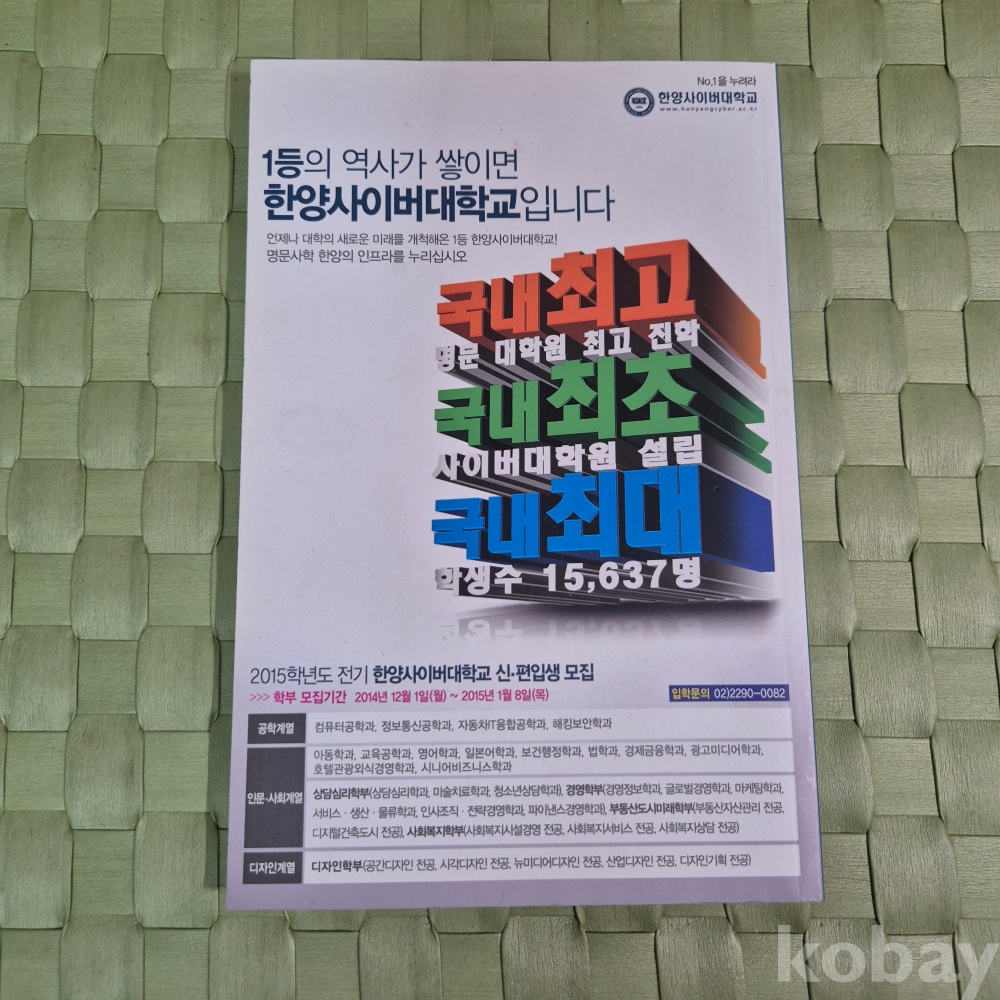 No.1을 누려라
한양사이버대학교
www.hanyangcyber.ac.kr
1등의 역사가 쌓이면
한양사이버대학교입니다
언제나 대학의 새로운 미래를 개척해온 1등 한양사이버대학교!
명문사학 한양의 인프라를 누리십시오
국내최고
명문 대학원 최고 진학
국내최초
사이버대학원 설립
국내최대
학생수 15,637명
2015학년도 전기 한양사이버대학교 신·편입생 모집
>>> 학부 모집기간 2014년 12월 1일(월) ~ 2015년 1월 8일(목)
입학문의 02)2290-0082
공학계열
컴퓨터공학과, 정보통신공학과, 자동차IT융합공학과, 해킹보안학과
인문·사회계열
아동학과, 교육공학과, 영어학과, 일본어학과, 보건행정학과, 법학과, 경제금융학과, 광고미디어학과,
호텔관광외식경영학과, 시니어비즈니스학과
상담심리학부(상담심리학과, 미술치료학과, 청소년상담학과), 경영학부(경영정보학과, 글로벌경영학과, 마케팅학과,
서비스·생산·물류학과, 인사조직·전략경영학과, 파이낸스경영학과), 부동산도시미래학부(부동산자산관리 전공,
디지털건축도시 전공), 사회복지학부(사회복지시설경영 전공, 사회복지서비스 전공, 사회복지상담 전공)
디자인계열
디자인학부(공간디자인 전공, 시각디자인 전공, 뉴미디어디자인 전공, 산업디자인 전공, 디자인기획 전공)
kobay